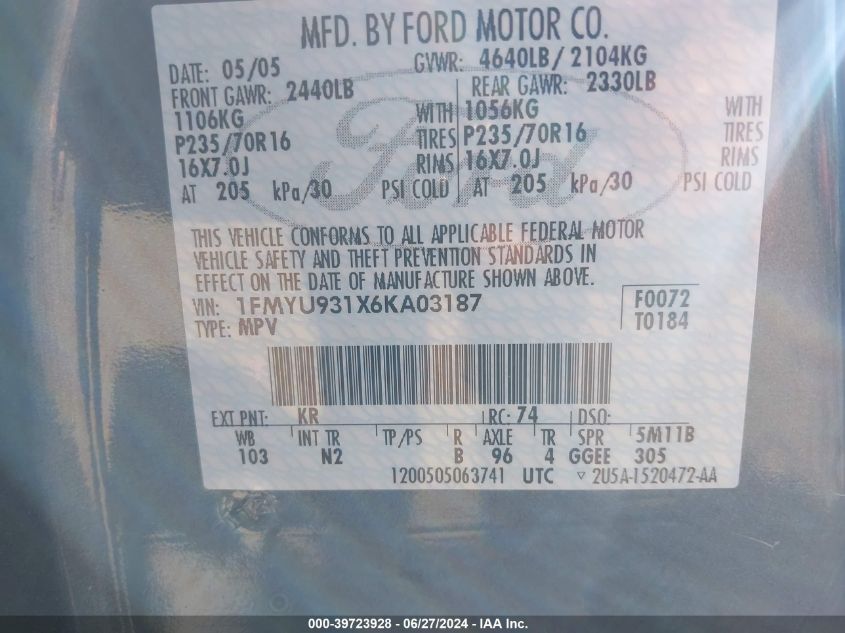 MFD. BY FORD MOTOR CO.
DATE: 05/05 GVWR: 4640LB/ 2104KG
FRONT GAWR: 2440LB REAR GAWR: 2330LB
1106KG WITH 1056KG WITH
P235/70R16 TIRES P235/70R16 TIRES
16X7.0J RIMS 16X7.0J RIMS
AT 205 kPa/30 PSI COLD AT 205 kPa/30 PSI COLD
Ford
THIS VEHICLE CONFORMS TO ALL APPLICABLE FEDERAL MOTOR
VEHICLE SAFETY AND THEFT PREVENTION STANDARDS IN
EFFECT ON THE DATE OF MANUFACTURE SHOWN ABOVE.
VIN: 1FMYU931X6KA03187 F0072
TYPE: MPV T0184
EXT PNT: KR RC: 74 DSO:
WB INT TR TP/PS R AXLE TR SPR 5M11B
103 N2 B 96 4 GGEE 305
1200505063741 UTC ▽ 2U5A-1520472-AA
000-39723928 - 06/27/2024 - IAA Inc.